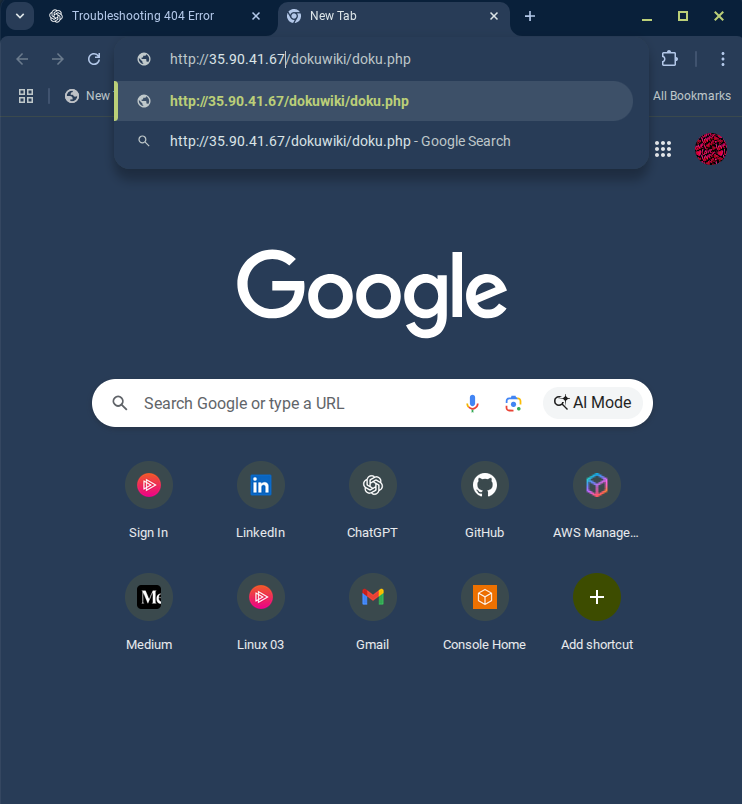 Troubleshooting 404 Error
New Tab
http://35.90.41.67/dokuwiki/doku.php
New
http://35.90.41.67/dokuwiki/doku.php
All Bookmarks
http://35.90.41.67/dokuwiki/doku.php - Google Search
Google
Search Google or type a URL
AI Mode
in
Sign In
LinkedIn
ChatGPT
GitHub
AWS Manage...
Me
Medium
Linux 03
Gmail
Console Home
Add shortcut